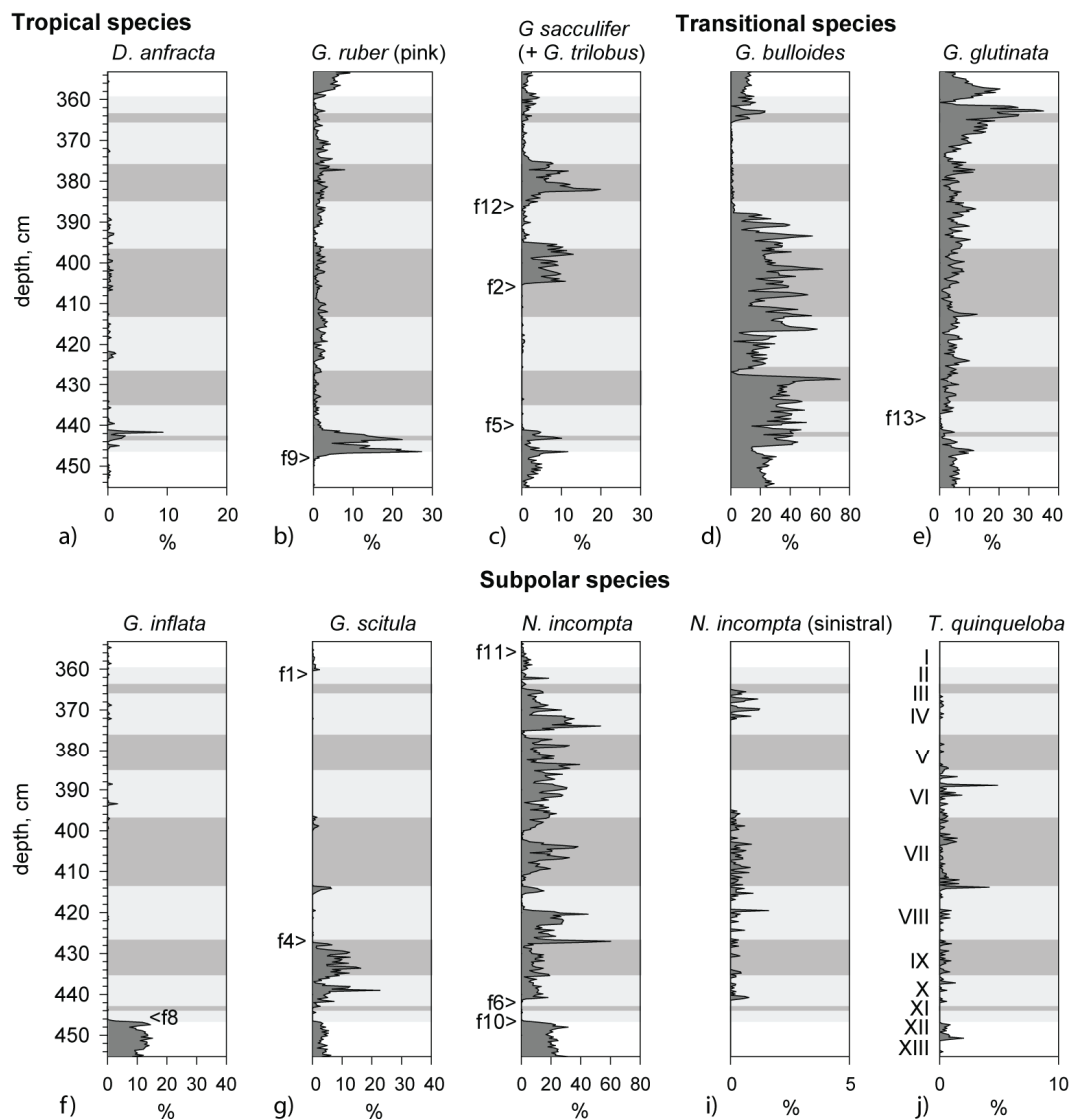 Tropical species
Transitional species
D. anfracta
G. ruber (pink)
G sacculifer
(+ G. trilobus)
G. bulloides
G. glutinata
depth, cm
360
370
380
390
400
410
420
430
440
450
f9>
f12>
f2>
f5>
f13>
0 10 20
0 10 20 30
0 10 20 30
0 20 40 60 80
0 10 20 30 40
a) %
b) %
c) %
d) %
e) %
Subpolar species
G. inflata
G. scitula
N. incompta
N. incompta (sinistral)
T. quinqueloba
depth, cm
360
370
380
390
400
410
420
430
440
450
<f8
f1>
f4>
f11>
f6>
f10>
I
II
III
IV
V
VI
VII
VIII
IX
X
XI
XII
XIII
0 10 20 30 40
0 10 20 30 40
0 20 40 60 80
0 5
0 10
f) %
g) %
h) %
i) %
j) %